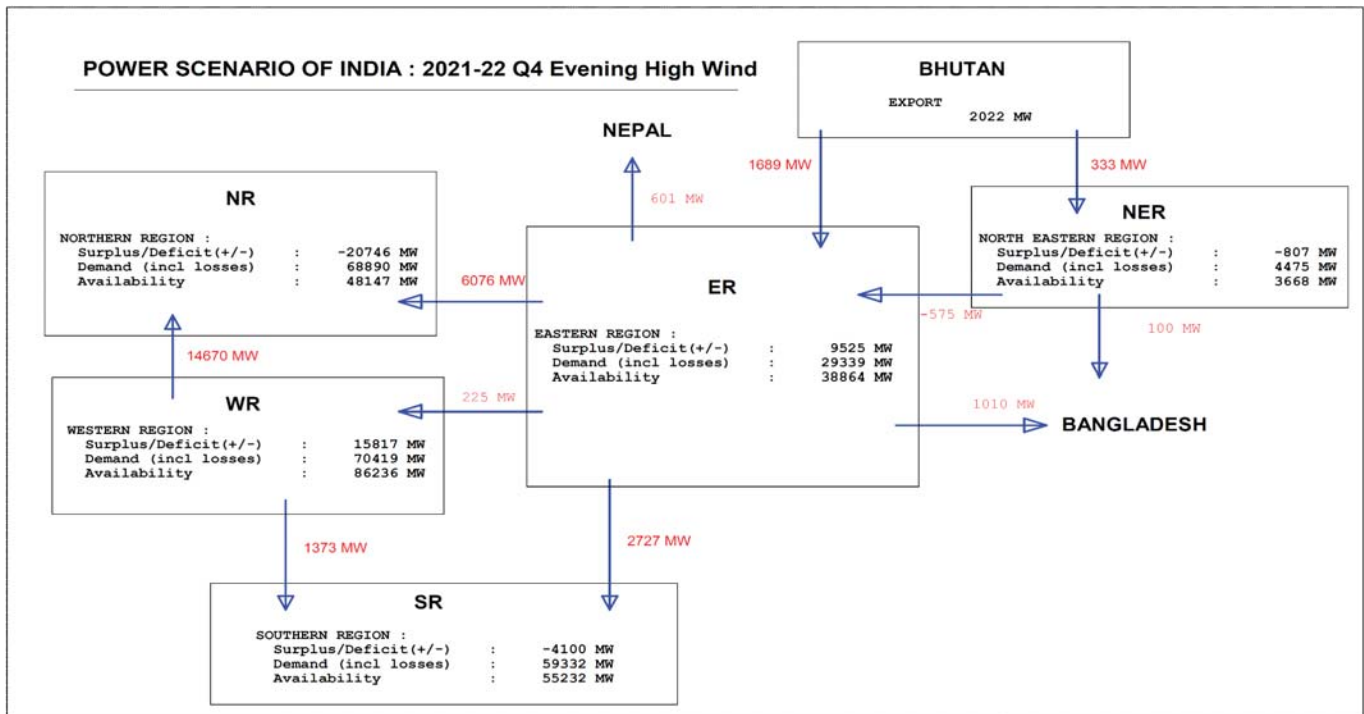 POWER SCENARIO OF INDIA : 2021-22 Q4 Evening High Wind
BHUTAN
EXPORT
2022 MW
NEPAL
1689 MW
333 MW
601 MW
NR
NORTHERN REGION :
Surplus/Deficit(+/-) : -20746 MW
Demand (incl losses) : 68890 MW
Availability : 48147 MW
NER
NORTH EASTERN REGION :
Surplus/Deficit(+/-) : -807 MW
Demand (incl losses) : 4475 MW
Availability : 3668 MW
6076 MW
ER
EASTERN REGION :
Surplus/Deficit(+/-) : 9525 MW
Demand (incl losses) : 29339 MW
Availability : 38864 MW
-575 MW
100 MW
14670 MW
225 MW
1010 MW
BANGLADESH
WR
WESTERN REGION :
Surplus/Deficit(+/-) : 15817 MW
Demand (incl losses) : 70419 MW
Availability : 86236 MW
1373 MW
2727 MW
SR
SOUTHERN REGION :
Surplus/Deficit(+/-) : -4100 MW
Demand (incl losses) : 59332 MW
Availability : 55232 MW